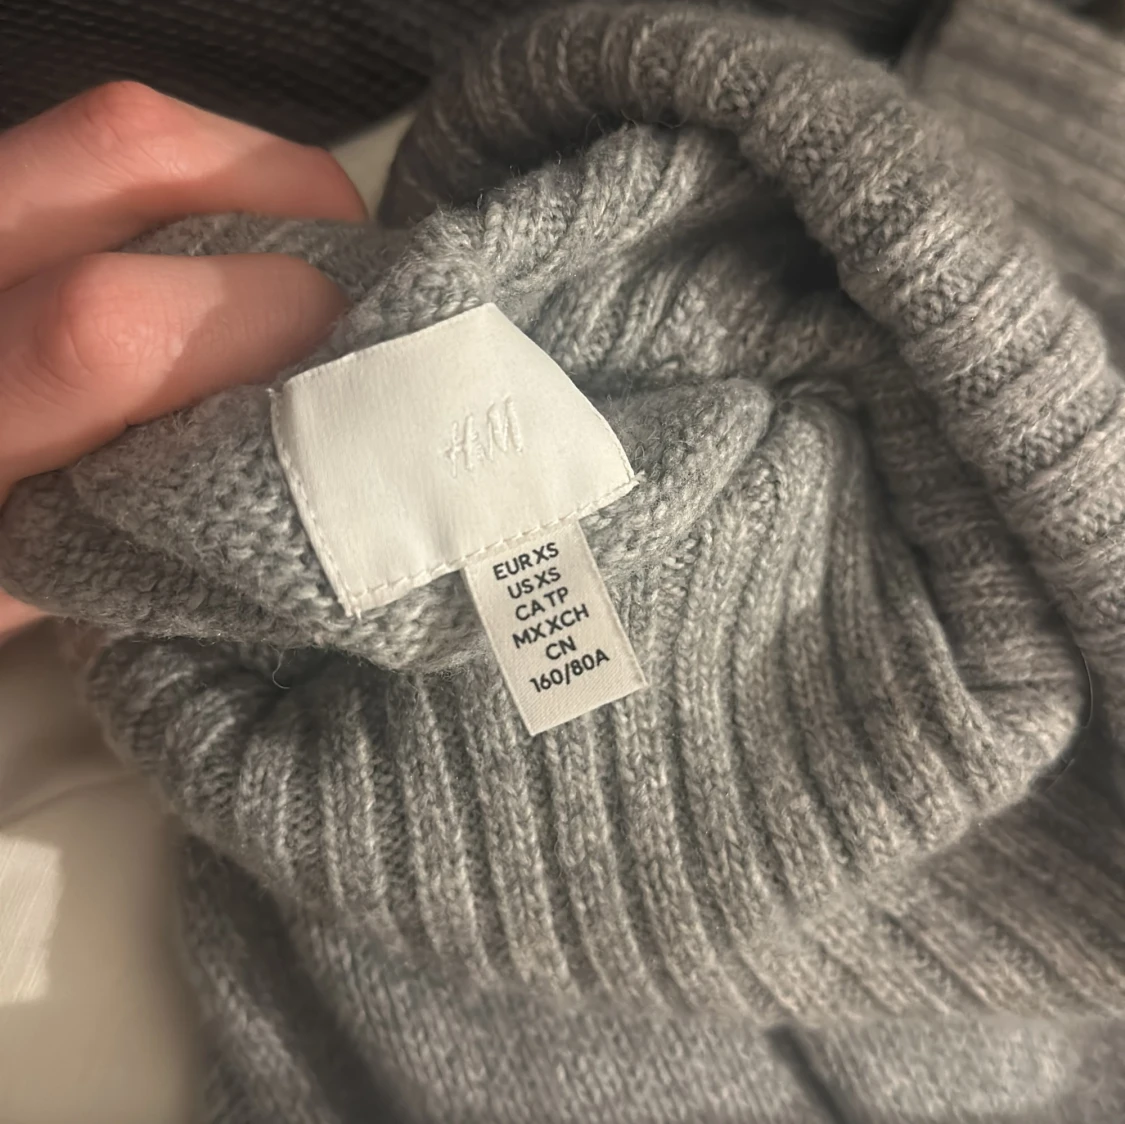 H&M
EUR XS
US XS
CA TP
MX XCH
CN
160/80A